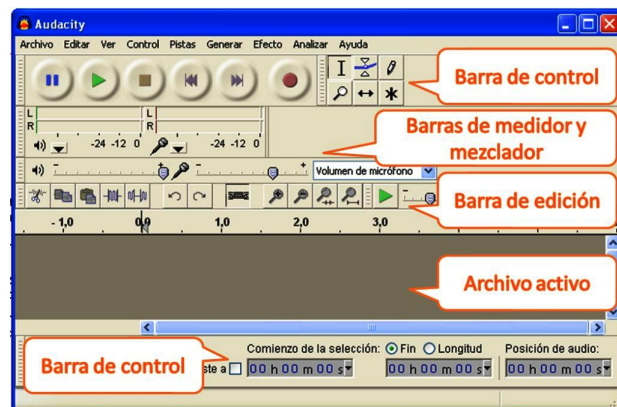 Audacity
Archivo Editar Ver Control Pistas Generar Efecto Analizar Ayuda
Barra de control
L
R
-24 -12 0
L
R
-24 -12 0
Barras de medidor y
mezclador
- + - + Volumen de micrófono
Barra de edición
- 1,0 0,0 1,0 2,0 3,0
Archivo activo
Comienzo de la selección: Fin Longitud Posición de audio:
Barra de control
ste a 00 h 00 m 00 s 00 h 00 m 00 s 00 h 00 m 00 s